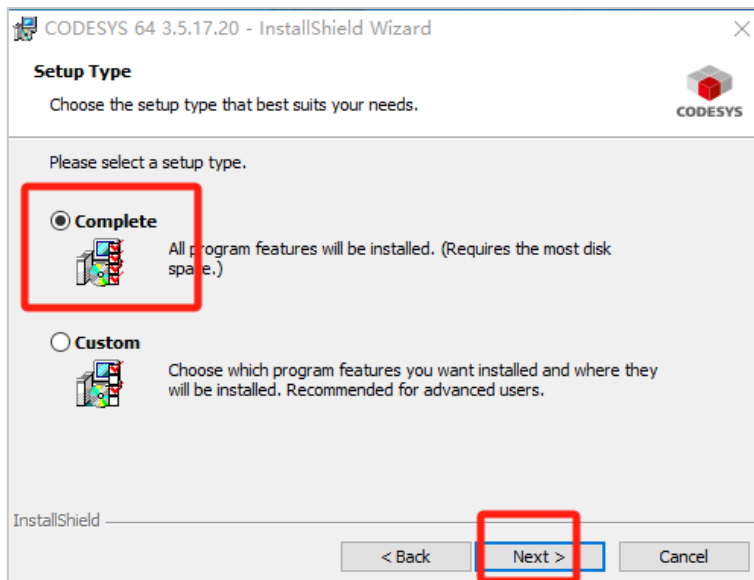 CODESYS 64 3.5.17.20 - InstallShield Wizard
Setup Type
Choose the setup type that best suits your needs.
CODESYS
Please select a setup type.
Complete
All program features will be installed. (Requires the most disk
space.)
Custom
Choose which program features you want installed and where they
will be installed. Recommended for advanced users.
InstallShield
< Back
Next >
Cancel